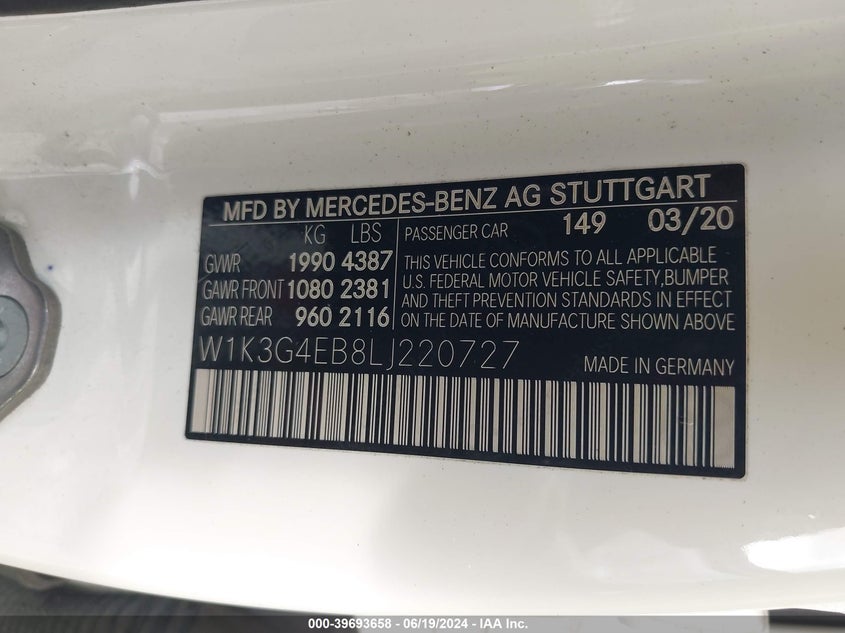 MFD BY MERCEDES-BENZ AG STUTTGART
KG LBS
GVWR 1990 4387
GAWR FRONT 1080 2381
GAWR REAR 960 2116
PASSENGER CAR 149 03/20
THIS VEHICLE CONFORMS TO ALL APPLICABLE
U.S. FEDERAL MOTOR VEHICLE SAFETY, BUMPER
AND THEFT PREVENTION STANDARDS IN EFFECT
ON THE DATE OF MANUFACTURE SHOWN ABOVE
W1K3G4EB8LJ220727 MADE IN GERMANY
000-39693658 - 06/19/2024 - IAA Inc.